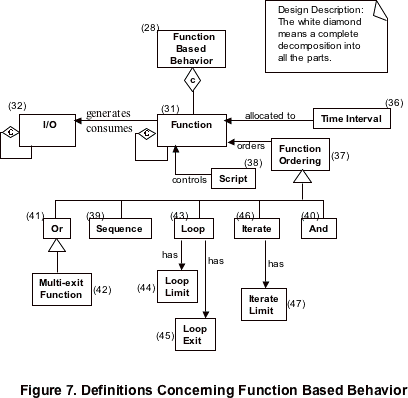 (28)
Function
Based
Behavior
C
Design Description:
The white diamond
means a complete
decomposition into
all the parts.
(32)
I/O
C
generates
consumes
(31)
Function
C
allocated to
(36)
Time Interval
orders
Function
Ordering
(37)
controls
(38)
Script
(41)
Or
(39)
Sequence
(43)
Loop
(46)
Iterate
(40)
And
Multi-exit
Function
(42)
has
Loop
Limit
(44)
has
Loop
Exit
(45)
has
Iterate
Limit
(47)
Figure 7. Definitions Concerning Function Based Behavior